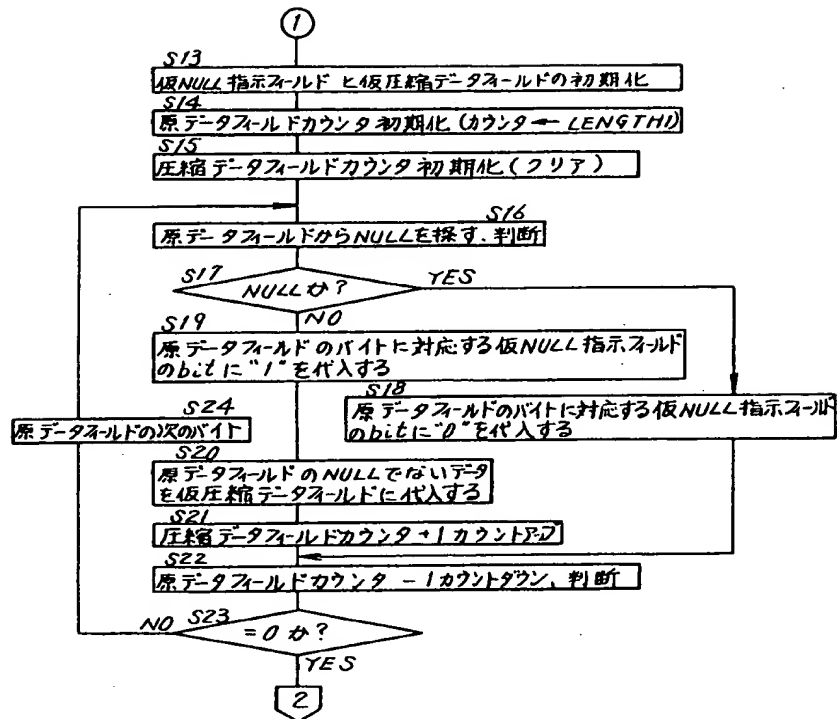 1
S13
仮NULL指示フィールドと仮圧縮データフィールドの初期化
S14
原データフィールドカウンタ初期化(カウンタ←LENGTH1)
S15
圧縮データフィールドカウンタ初期化(クリア)
S16
原データフィールドからNULLを探す、判断
S17
NULLか?
YES
NO
S19
原データフィールドのバイトに対応する仮NULL指示フィールド
のbitに"1"を代入する
S18
原データフィールドのバイトに対応する仮NULL指示フィールド
のbitに"0"を代入する
S24
原データフィールドの次のバイト
S20
原データフィールドのNULLでないデータ
を仮圧縮データフィールドに代入する
S21
圧縮データフィールドカウンタ+1カウントアップ
S22
原データフィールドカウンタ-1カウントダウン、判断
S23
NO
=0か?
YES
2